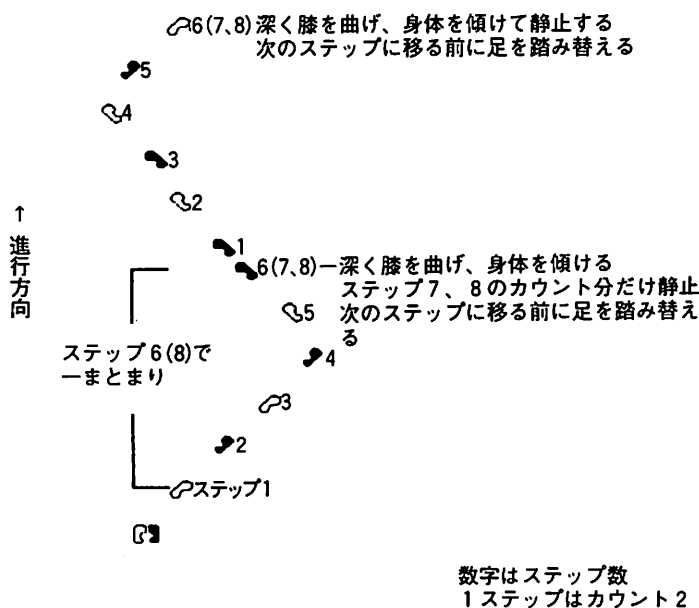 6(7、8)深く膝を曲げ、身体を傾けて静止する
次のステップに移る前に足を踏み替える
5
4
3
2
1
↑進行方向
6(7、8)―深く膝を曲げ、身体を傾ける
ステップ7、8のカウント分だけ静止
次のステップに移る前に足を踏み替え
る
5
ステップ6(8)で
一まとまり
4
3
2
ステップ1
数字はステップ数
1ステップはカウント2